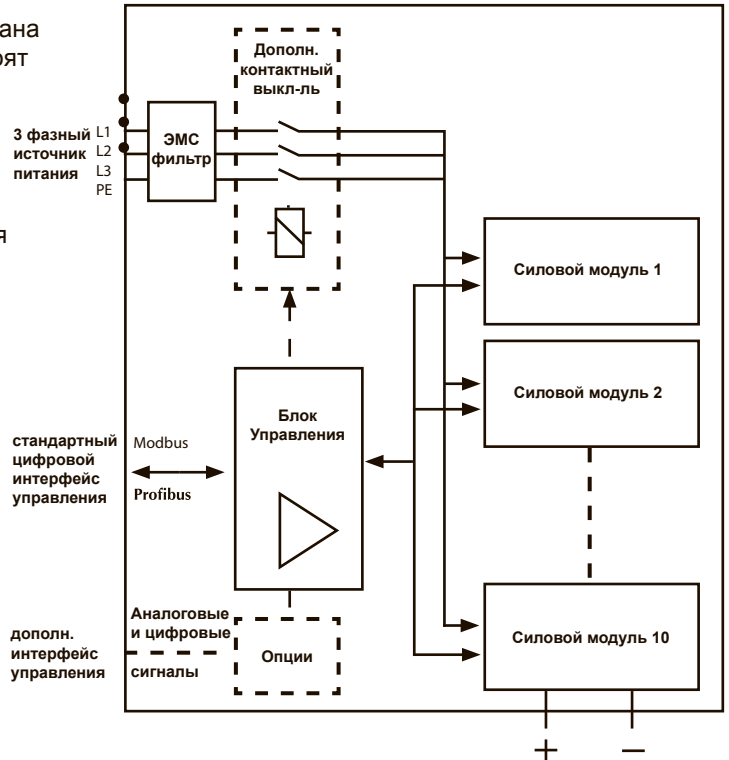 ана
рят
я
Дополн.
контактный
выкл-ль
3 фазный
источник
питания
L1
L2
L3
PE
ЭМС
фильтр
Силовой модуль 1
Силовой модуль 2
Блок
Управления
стандартный
цифровой
интерфейс
управления
Modbus
Profibus
Аналоговые
и цифровые
сигналы
дополн.
интерфейс
управления
Опции
Силовой модуль 10
+
—